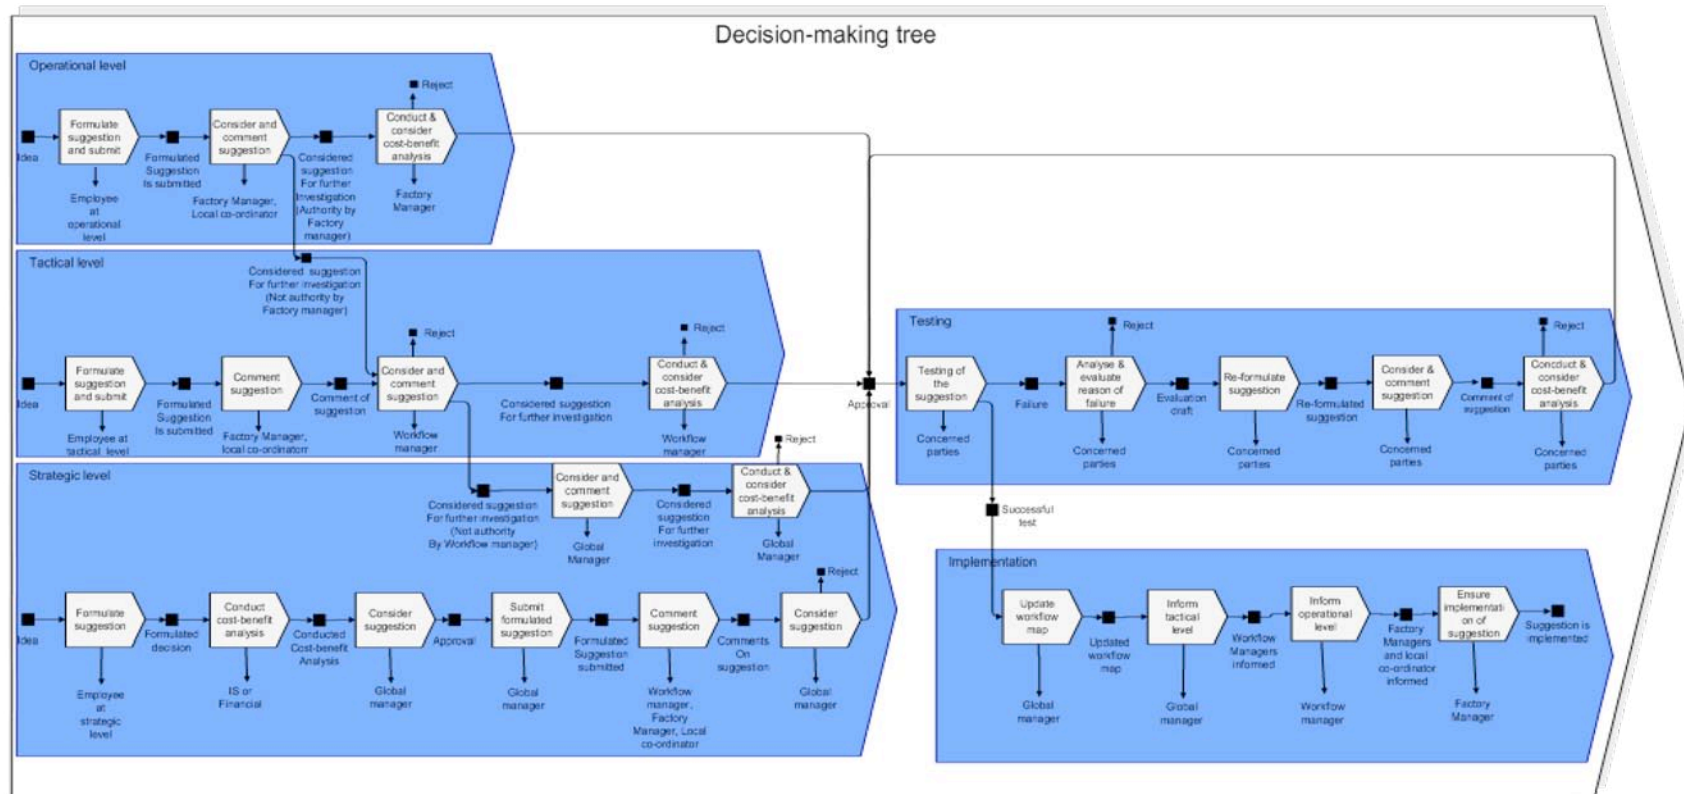 Decision-making tree
Operational level
Reject
Formulate
suggestion
and submit
Consider and
comment
suggestion
Conduct &
consider
cost-benefit
analysis
Idea
Formulated
Suggestion
Is submitted
Considered
suggestion
For further
Investigation
(Authority by
Factory
manager)
Employee
at
operational
level
Factory Manager,
Local co-ordinator
Factory
Manager
Tactical level
Considered suggestion
For further investigation
(Not authority by
Factory manager)
Reject
Reject
Formulate
suggestion
and submit
Comment
suggestion
Consider and
comment
suggestion
Conduct &
consider
cost-benefit
analysis
Idea
Formulated
Suggestion
Is submitted
Comment of
suggestion
Considered suggestion
For further investigation
Approval
Employee at
tactical level
Factory Manager,
local co-ordinatorr
Workflow
manager
Workflow
manager
Strategic level
Reject
Consider and
comment
suggestion
Conduct &
consider
cost-benefit
analysis
Considered suggestion
For further investigation
(Not authority
By Workflow manager)
Considered
suggestion
For further
investigation
Global
Manager
Global
Manager
Reject
Formulate
suggestion
Conduct
cost-benefit
analysis
Consider
suggestion
Submit
formulated
suggestion
Comment
suggestion
Consider
suggestion
Idea
Formulated
decision
Conducted
Cost-benefit
Analysis
Approval
Formulated
Suggestion
submitted
Comments
On
suggestion
Employee
at
strategic
level
IS or
Financial
Global
manager
Global
manager
Workflow
manager,
Factory
Manager, Local
co-ordinator
Global
manager
Testing
Reject
Reject
Testing of
the
suggestion
Analyse &
evaluate
reason of
failure
Re-formulate
suggestion
Consider &
comment
suggestion
Concduct &
consider
cost-benefit
analysis
Failure
Evaluation
draft
Re-formulated
suggestion
Comment of
suggestion
Concerned
parties
Concerned
parties
Concerned
parties
Concerned
parties
Concerned
parties
Successful
test
Implementation
Update
workflow
map
Inform
tactical
level
Inform
operational
level
Ensure
implementati
on of
suggestion
Updated
workflow
map
Workflow
Managers
informed
Factory
Managers
and local
co-ordinator
informed
Suggestion is
implemented
Global
manager
Global
manager
Workflow
manager
Factory
Manager